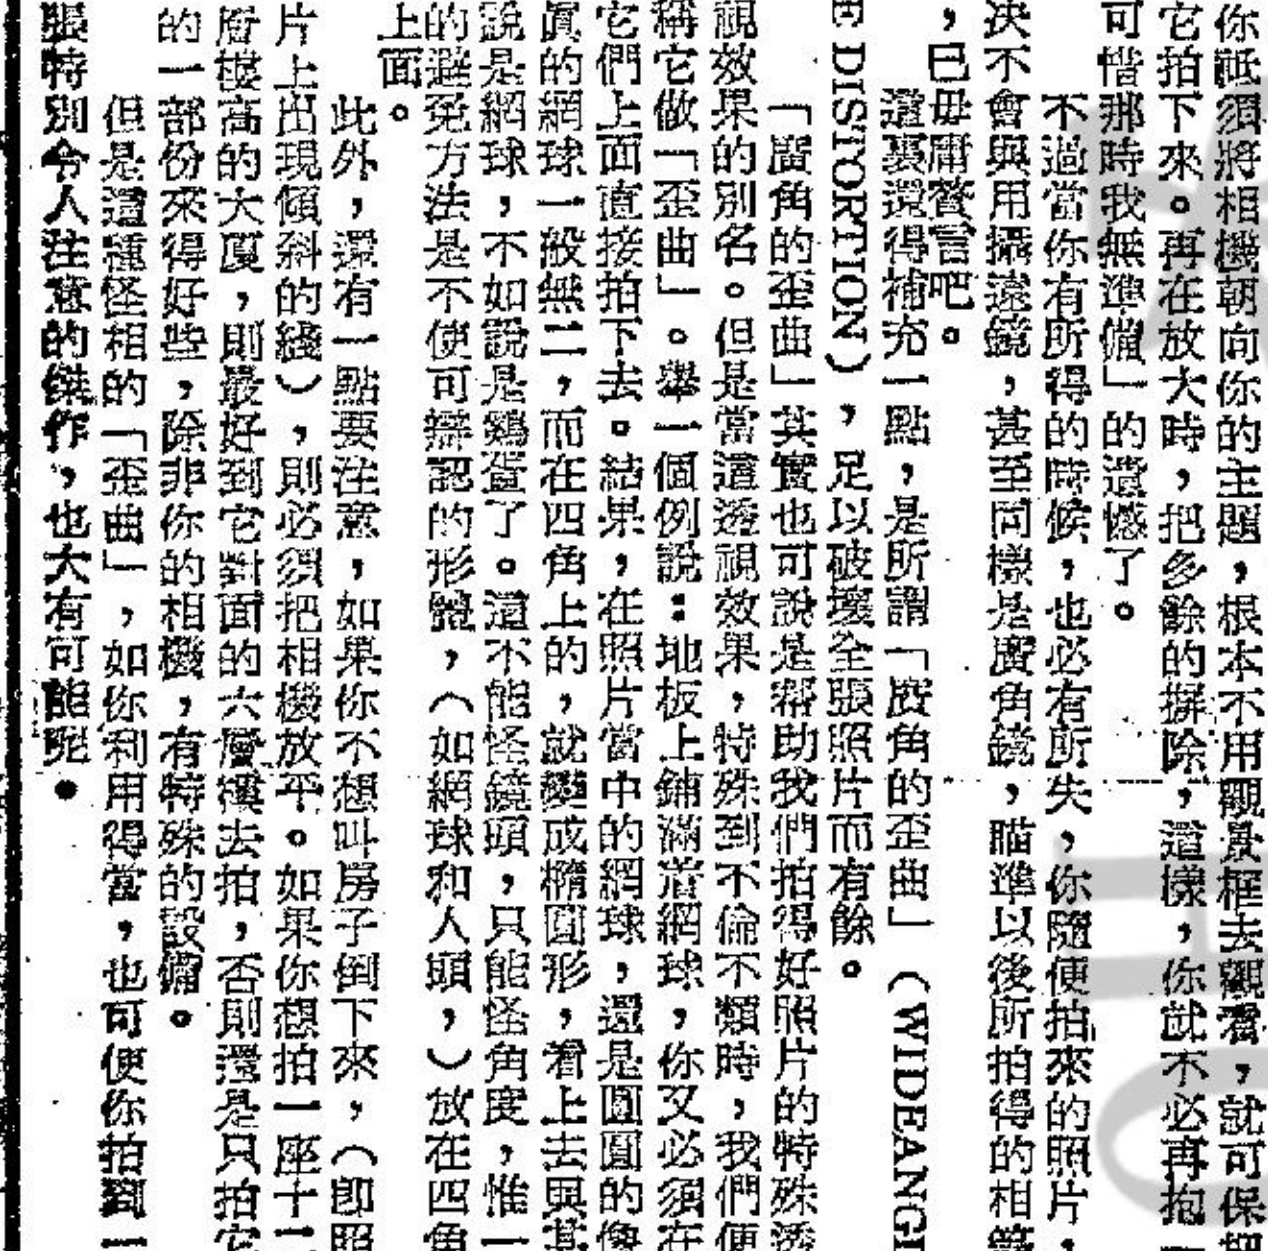 你祇須將相機朝向你的主題，根本不用觀景框去觀看，就可保把
它拍下來。再在放大時，把多餘的摒除，這樣，你就不必再抱「
可惜那時我無準備」的遺憾了。
不過當你有所得的時候，也必有所失，你隨便拍來的照片，
決不會與用攝遠鏡，甚至同樣是廣角鏡，瞄準以後所拍得的相
，已毋庸贅言吧。
這裏還得補充一點，是所謂「廣角的歪曲」（WIDEANGL
E DISTORTION），足以破壞全張照片而有餘。
「廣角的歪曲」其實也可說是幫助我們拍得好照片的特殊透
視效果的別名。但是當這透視效果，特殊到不倫不類時，我們便
稱它做「歪曲」。舉一個例說：地板上鋪滿着網球，你又必須在
它們上面直接拍下去。結果，在照片當中的網球，還是圓圓的像
眞的網球一般無二，而在四角上的，就變成橢圓形，看上去與其
說是網球，不如說是鷄蛋了。這不能怪鏡頭，只能怪角度，惟一
的避免方法是不使可辯認的形體，（如網球和人頭，）放在四角
上面。
此外，還有一點要注意，如果你不想叫房子倒下來，（卽照
片上出現傾斜的綫），則必須把相機放平。如果你想拍一座十二
層樓高的大厦，則最好到它對面的六層樓去拍，否則還是只拍它
的一部份來得好些，除非你的相機，有特殊的設備。
但是這種怪相的「歪曲」，如你利用得當，也可使你拍到一
張特別令人注意的傑作，也大有可能呢。